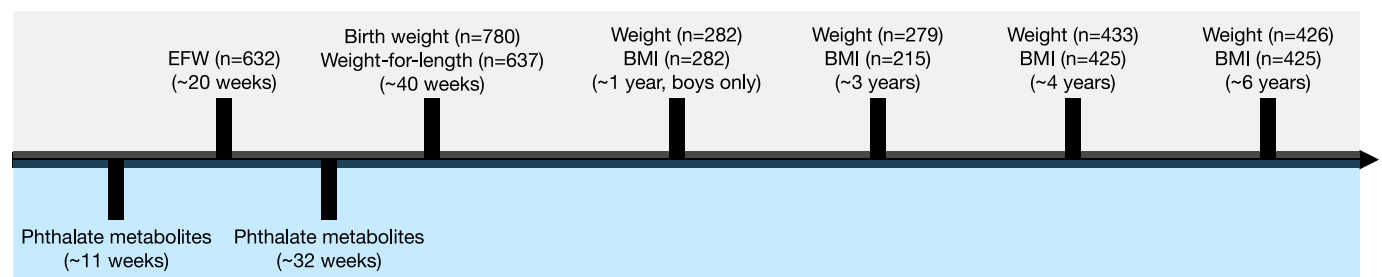 EFW (n=632)
(~20 weeks)
Birth weight (n=780)
Weight-for-length (n=637)
(~40 weeks)
Weight (n=282)
BMI (n=282)
(~1 year, boys only)
Weight (n=279)
BMI (n=215)
(~3 years)
Weight (n=433)
BMI (n=425)
(~4 years)
Weight (n=426)
BMI (n=425)
(~6 years)
Phthalate metabolites
(~11 weeks)
Phthalate metabolites
(~32 weeks)